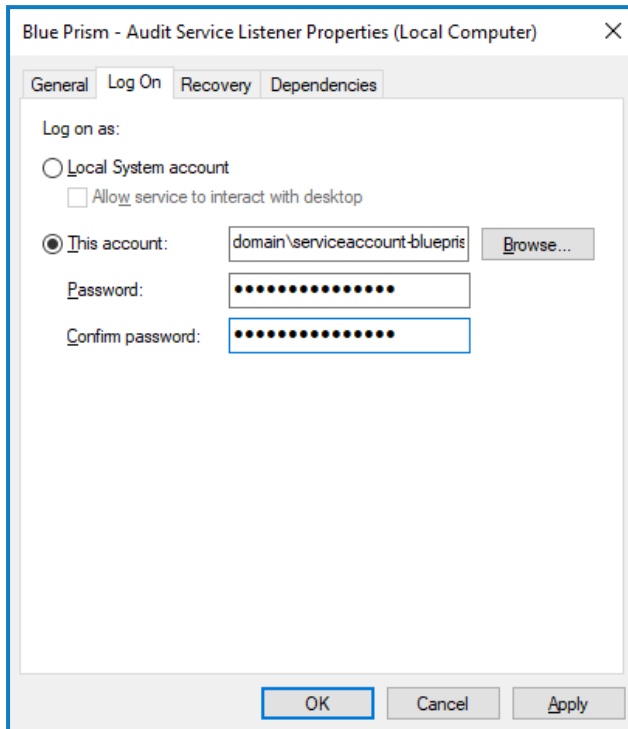 Blue Prism - Audit Service Listener Properties (Local Computer)
General Log On Recovery Dependencies
Log on as:
Local System account
Allow service to interact with desktop
This account: domain\serviceaccount-bluepris Browse...
Password: ●●●●●●●●●●●●●●●
Confirm password: ●●●●●●●●●●●●●●●
OK Cancel Apply